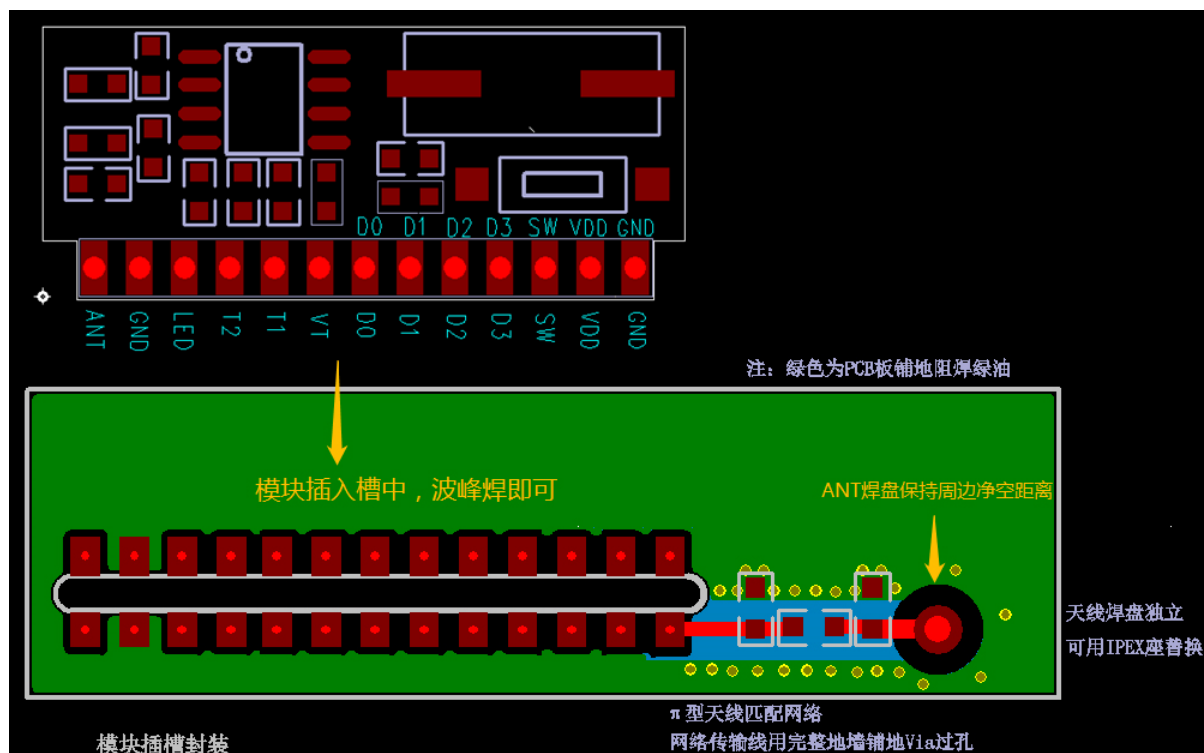 D0 D1 D2 D3 SW VDD GND
ANT GND LED T2 T1 VT D0 D1 D2 D3 SW VDD GND
注：绿色为PCB板铺地阻焊绿油
模块插入槽中，波峰焊即可
ANT焊盘保持周边净空距离
天线焊盘独立
可用IPEX座替换
π型天线匹配网络
网络传输线用完整地墙铺地Via过孔
模块插槽封装